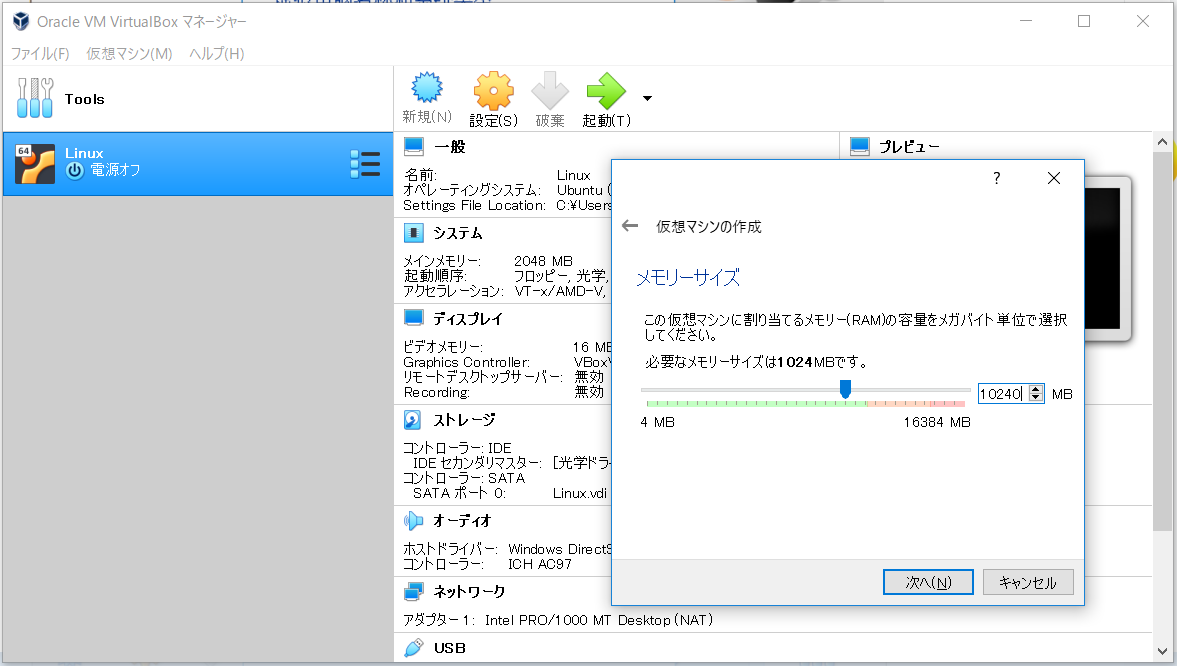 Oracle VM VirtualBox マネージャー
ファイル(F) 仮想マシン(M) ヘルプ(H)
Tools
新規(N) 設定(S) 破棄 起動(T)
64
Linux
電源オフ
一般
プレビュー
名前: Linux
オペレーティングシステム: Ubuntu (
Settings File Location: C:¥Users
システム
メインメモリー: 2048 MB
起動順序: フロッピー, 光学,
アクセラレーション: VT-x/AMD-V,
ディスプレイ
ビデオメモリー: 16 MB
Graphics Controller: VBox
リモートデスクトップサーバー: 無効
Recording: 無効
ストレージ
コントローラー: IDE
IDE セカンダリマスター: [光学ドラ
コントローラー: SATA
SATA ポート 0: Linux.vdi
オーディオ
ホストドライバー: Windows DirectS
コントローラー: ICH AC97
ネットワーク
アダプター 1: Intel PRO/1000 MT Desktop (NAT)
USB
?
仮想マシンの作成
メモリーサイズ
この仮想マシンに割り当てるメモリー(RAM)の容量をメガバイト単位で選択
してください。
必要なメモリーサイズは1024MBです。
10240 MB
4 MB 16384 MB
次へ(N) キャンセル